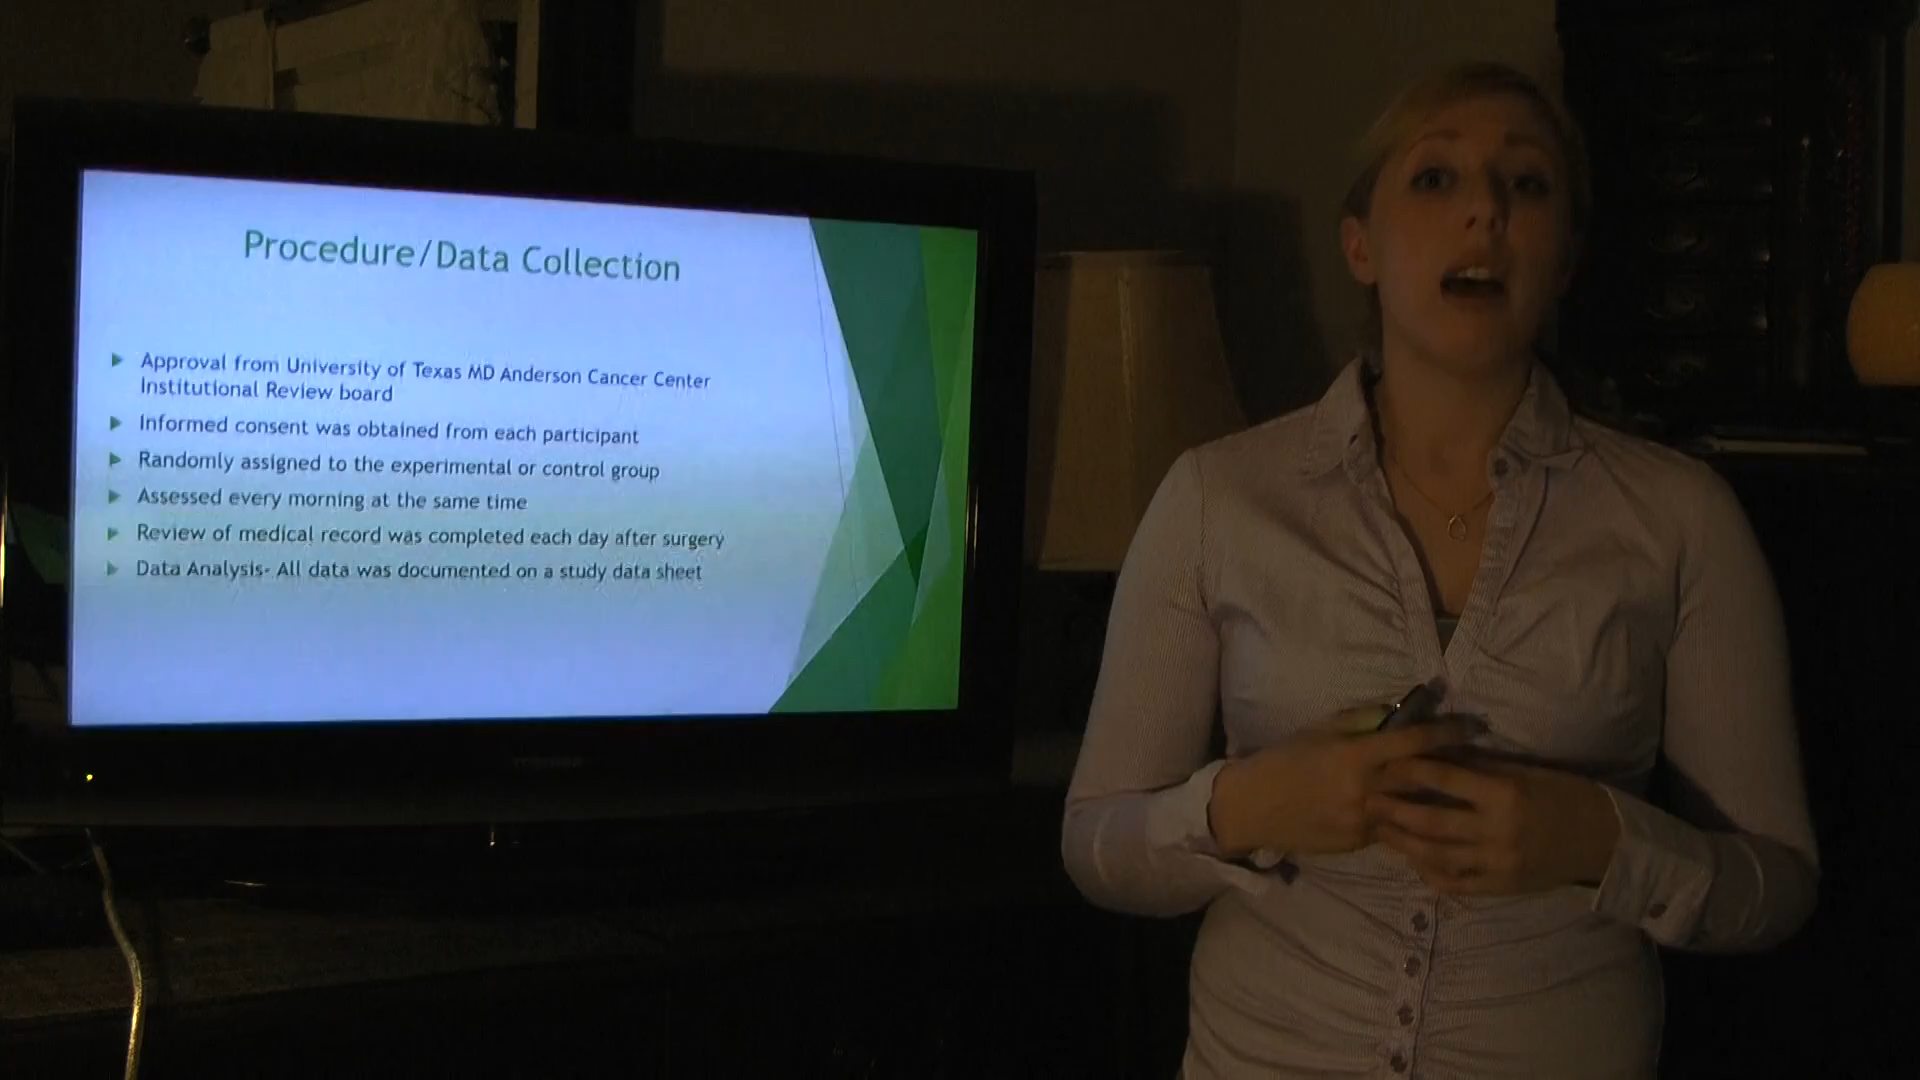 Procedure/Data Collection
Approval from University of Texas MD Anderson Cancer Center
Institutional Review board
Informed consent was obtained from each participant
Randomly assigned to the experimental or control group
Assessed every morning at the same time
Review of medical record was completed each day after surgery
Data Analysis- All data was documented on a study data sheet
TOSHIBA